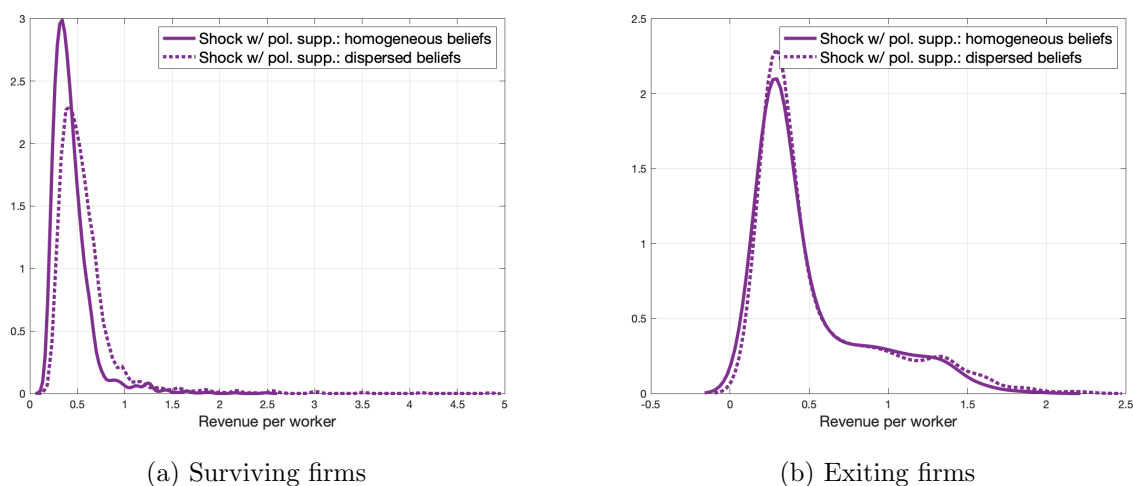 3
2.5
2
1.5
1
0.5
0
0 0.5 1 1.5 2 2.5 3 3.5 4 4.5 5
Revenue per worker
Shock w/ pol. supp.: homogeneous beliefs
Shock w/ pol. supp.: dispersed beliefs
(a) Surviving firms
2.5
2
1.5
1
0.5
0
-0.5 0 0.5 1 1.5 2 2.5
Revenue per worker
Shock w/ pol. supp.: homogeneous beliefs
Shock w/ pol. supp.: dispersed beliefs
(b) Exiting firms